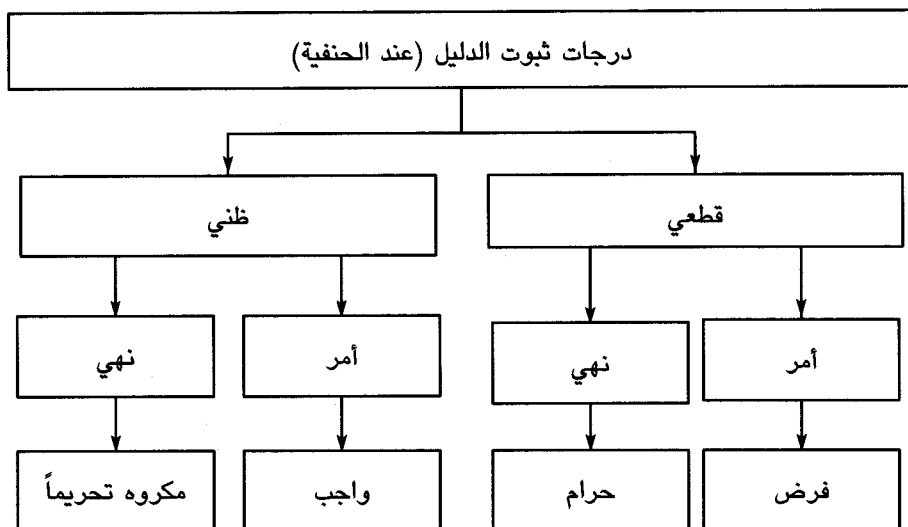 درجات ثبوت الدليل (عند الحنفية)
قطعي
ظني
أمر
نهي
أمر
نهي
فرض
حرام
واجب
مكروه تحريماً